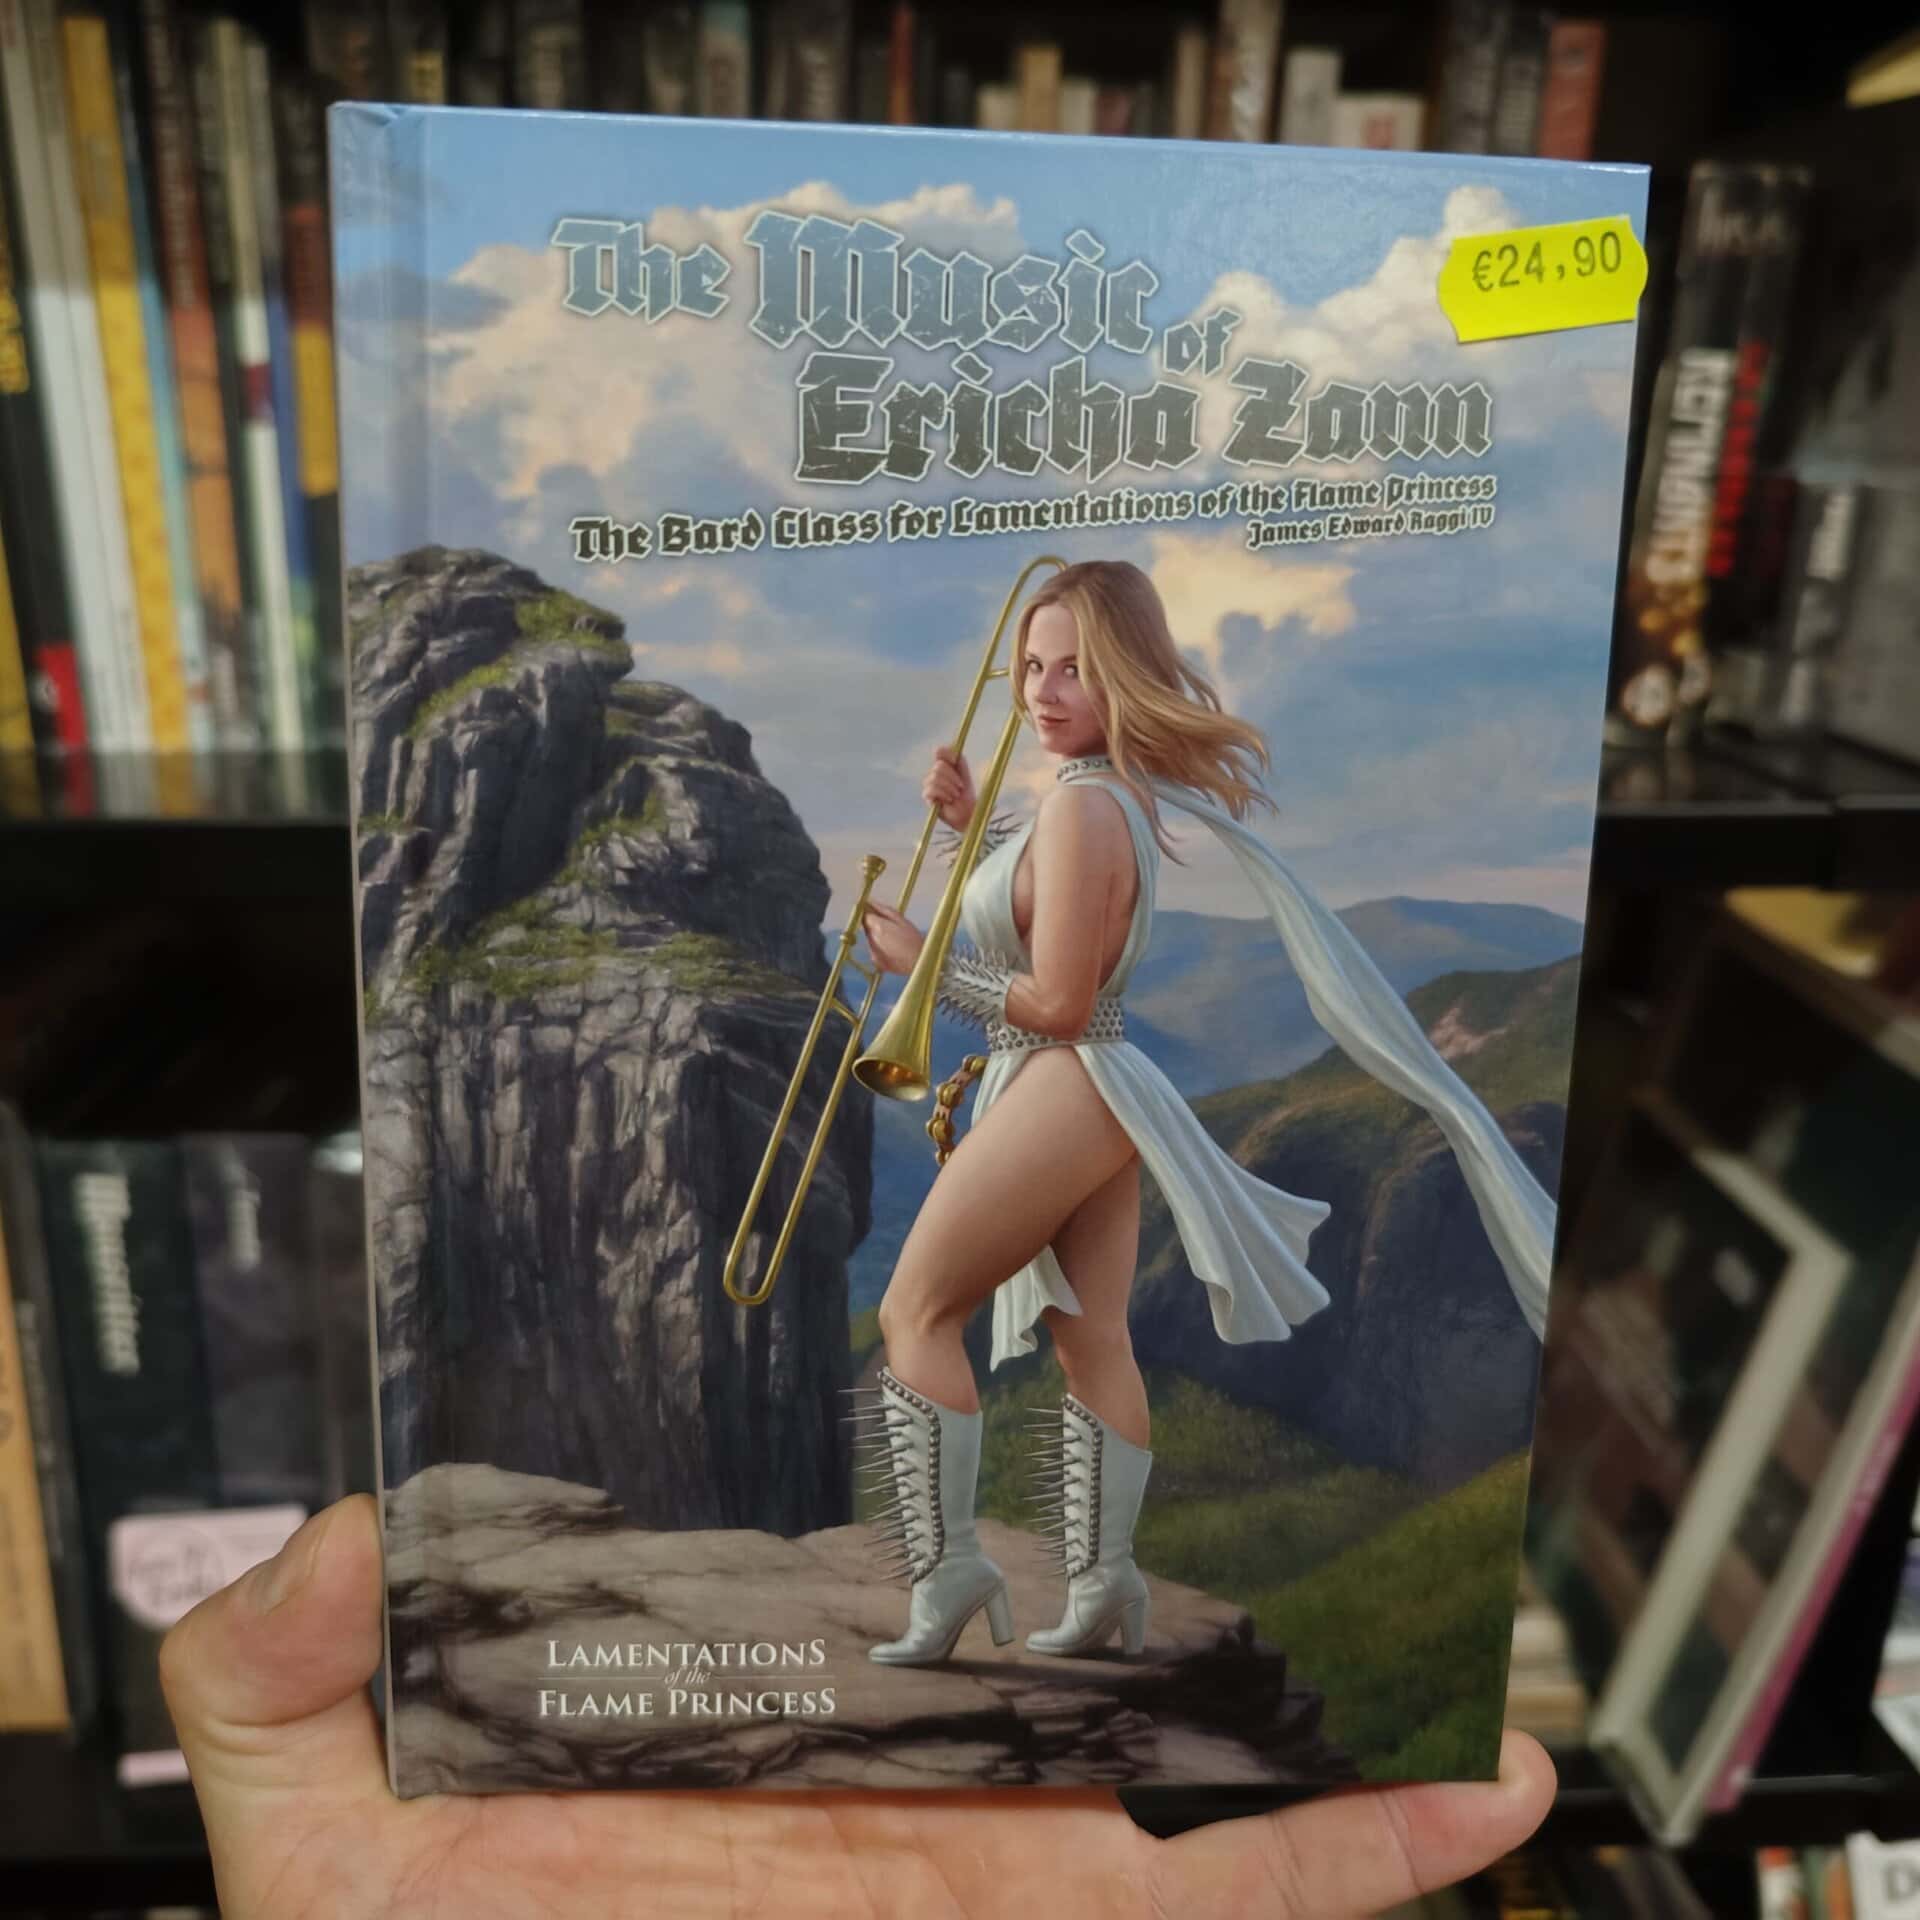 The Music of
Ericha Zann
The Bard Class for Lamentations of the Flame Princess
James Edward Raggi IV
€24,90
LAMENTATIONS
of the
FLAME PRINCESS
REMNANTS